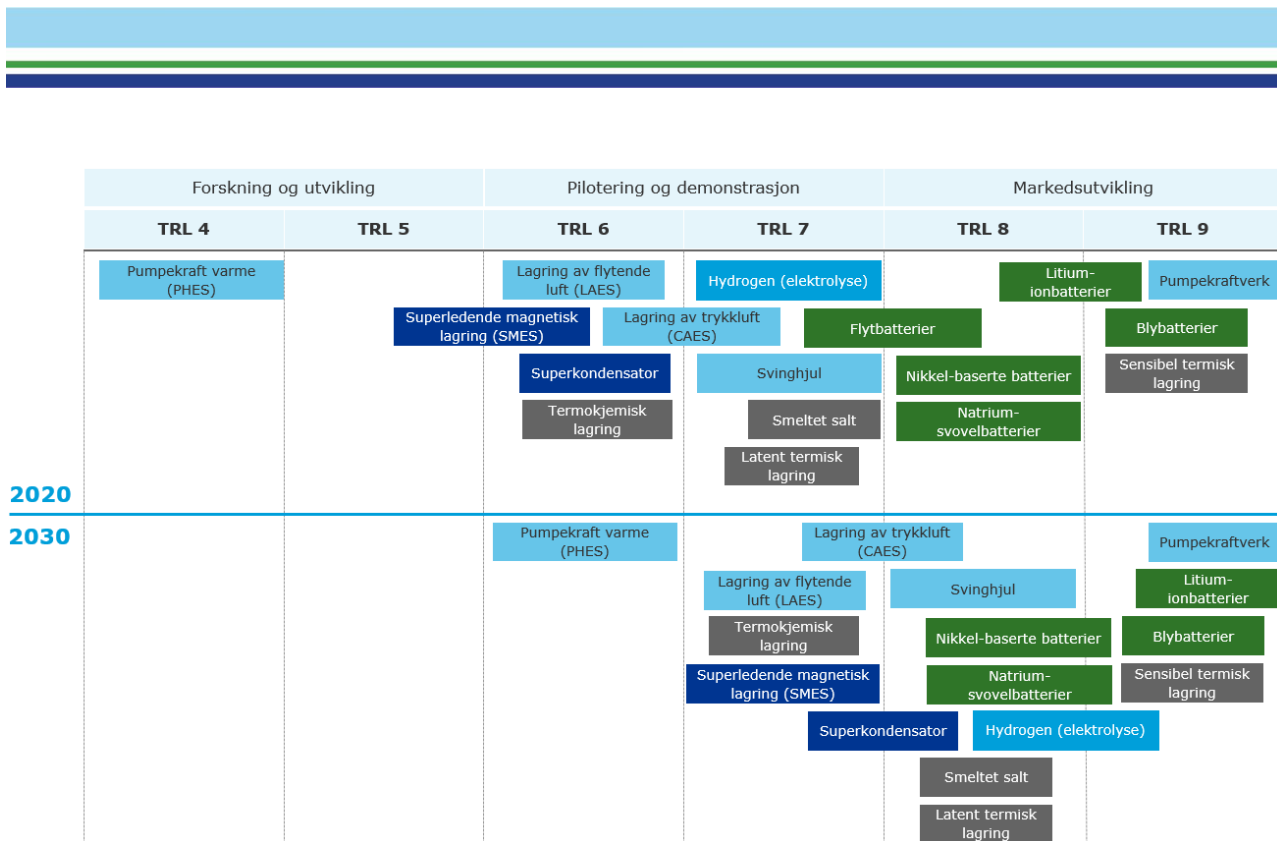 Forskning og utvikling
Pilotering og demonstrasjon
Markedsutvikling
TRL 4
TRL 5
TRL 6
TRL 7
TRL 8
TRL 9
Pumpekraft varme
(PHES)
Lagring av flytende
luft (LAES)
Hydrogen (elektrolyse)
Litium-
ionbatterier
Pumpekraftverk
Superledende magnetisk
lagring (SMES)
Lagring av trykkluft
(CAES)
Flytbatterier
Blybatterier
Superkondensator
Svinghjul
Nikkel-baserte batterier
Sensibel termisk
lagring
Termokjemisk
lagring
Smeltet salt
Natrium-
svovelbatterier
Latent termisk
lagring
2020
2030
Pumpekraft varme
(PHES)
Lagring av trykkluft
(CAES)
Pumpekraftverk
Lagring av flytende
luft (LAES)
Svinghjul
Litium-
ionbatterier
Termokjemisk
lagring
Nikkel-baserte batterier
Blybatterier
Superledende magnetisk
lagring (SMES)
Natrium-
svovelbatterier
Sensibel termisk
lagring
Superkondensator
Hydrogen (elektrolyse)
Smeltet salt
Latent termisk
lagring